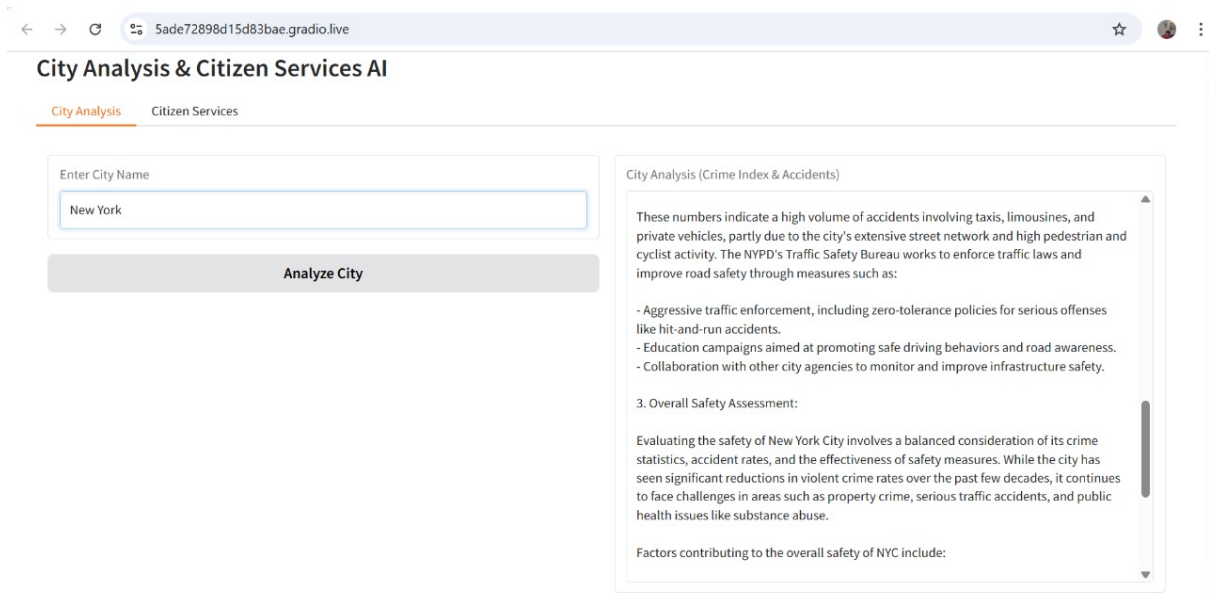 5ade72898d15d83bae.gradio.live
City Analysis & Citizen Services AI
City Analysis
Citizen Services
Enter City Name
New York
Analyze City
City Analysis (Crime Index & Accidents)
These numbers indicate a high volume of accidents involving taxis, limousines, and
private vehicles, partly due to the city's extensive street network and high pedestrian and
cyclist activity. The NYPD's Traffic Safety Bureau works to enforce traffic laws and
improve road safety through measures such as:
- Aggressive traffic enforcement, including zero-tolerance policies for serious offenses
like hit-and-run accidents.
- Education campaigns aimed at promoting safe driving behaviors and road awareness.
- Collaboration with other city agencies to monitor and improve infrastructure safety.
3. Overall Safety Assessment:
Evaluating the safety of New York City involves a balanced consideration of its crime
statistics, accident rates, and the effectiveness of safety measures. While the city has
seen significant reductions in violent crime rates over the past few decades, it continues
to face challenges in areas such as property crime, serious traffic accidents, and public
health issues like substance abuse.
Factors contributing to the overall safety of NYC include: